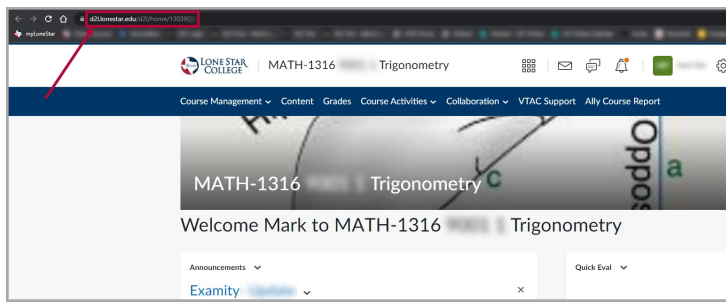 d2l.lonestar.edu/d2l/home/13039
myLoneStar
LONE STAR COLLEGE MATH-1316 Trigonometry
Course Management Content Grades Course Activities Collaboration VTAC Support Ally Course Report
MATH-1316 Trigonometry
c
Oppos
a
Welcome Mark to MATH-1316 Trigonometry
Announcements Quick Eval
Examity